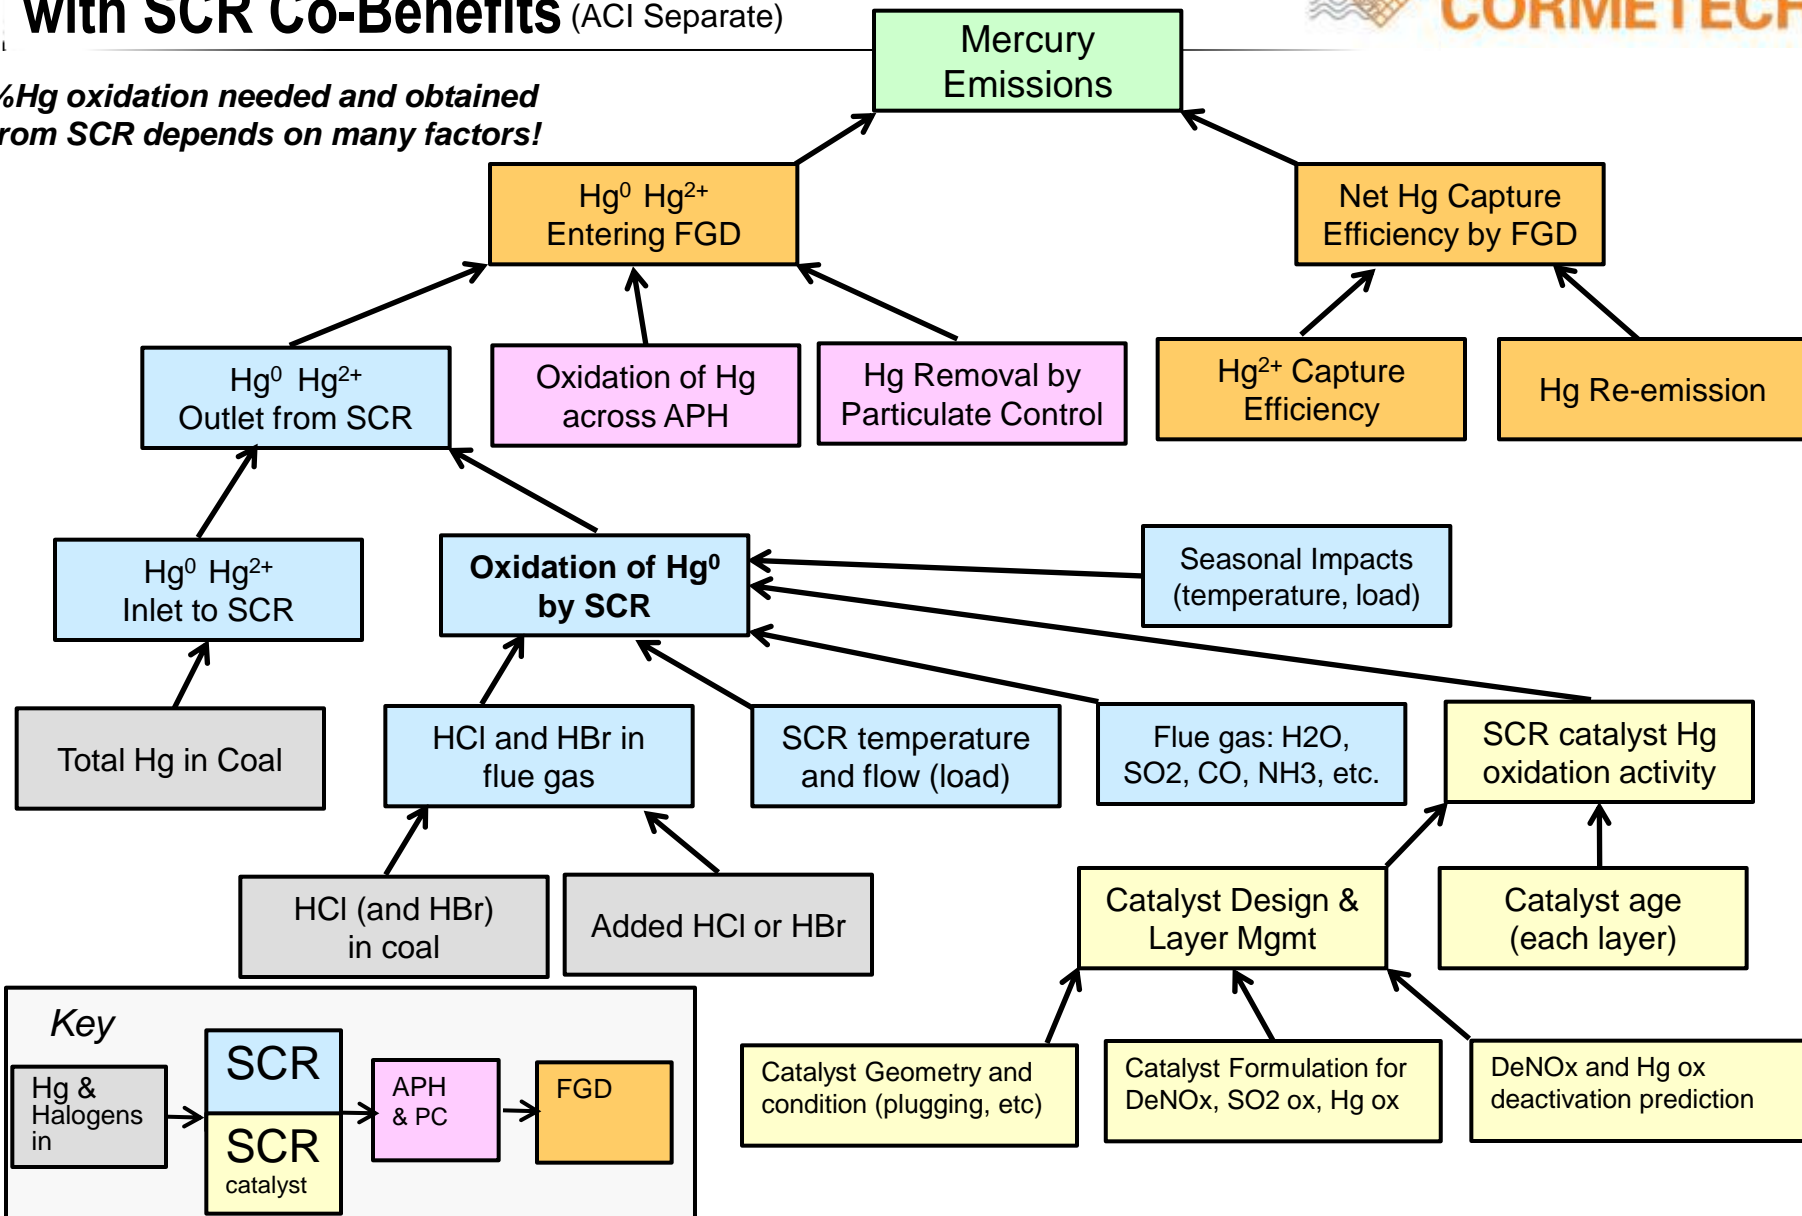 with SCR Co-Benefits (ACI Separate)
CORMETECH
%Hg oxidation needed and obtained
from SCR depends on many factors!
Mercury
Emissions
Hg⁰ Hg²⁺
Entering FGD
Net Hg Capture
Efficiency by FGD
Hg⁰ Hg²⁺
Outlet from SCR
Oxidation of Hg
across APH
Hg Removal by
Particulate Control
Hg²⁺ Capture
Efficiency
Hg Re-emission
Hg⁰ Hg²⁺
Inlet to SCR
Oxidation of Hg⁰
by SCR
Seasonal Impacts
(temperature, load)
Total Hg in Coal
HCl and HBr in
flue gas
SCR temperature
and flow (load)
Flue gas: H2O,
SO2, CO, NH3, etc.
SCR catalyst Hg
oxidation activity
HCl (and HBr)
in coal
Added HCl or HBr
Catalyst Design &
Layer Mgmt
Catalyst age
(each layer)
Catalyst Geometry and
condition (plugging, etc)
Catalyst Formulation for
DeNOx, SO2 ox, Hg ox
DeNOx and Hg ox
deactivation prediction
Key
Hg &
Halogens
in
SCR
SCR
catalyst
APH
& PC
FGD